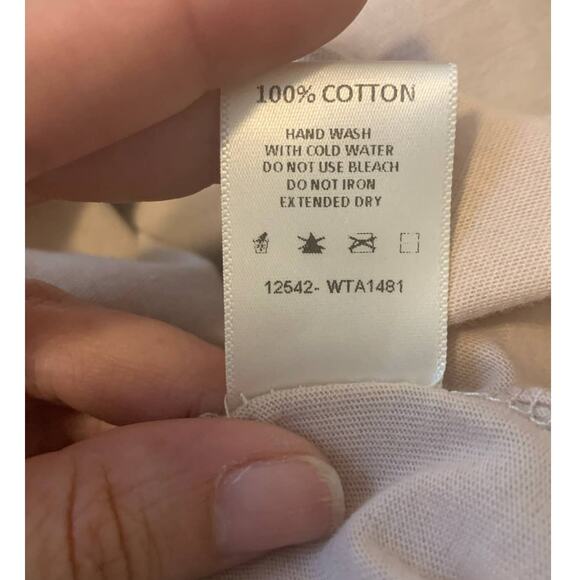 100% COTTON
HAND WASH
WITH COLD WATER
DO NOT USE BLEACH
DO NOT IRON
EXTENDED DRY
12542- WTA1481